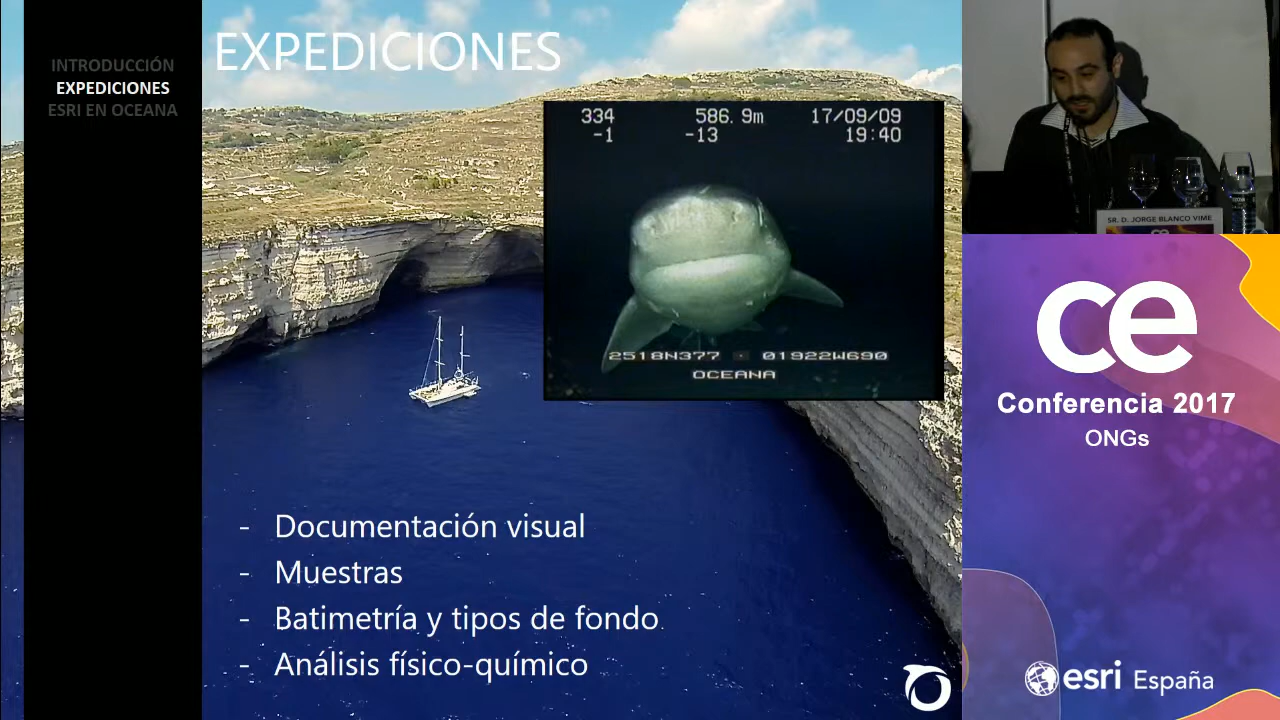 INTRODUCCIÓN
EXPEDICIONES
ESRI EN OCEANA
EXPEDICIONES
334 586.9m 17/09/09
-1 -13 19:40
2518N377 01922W690
OCEANA
- Documentación visual
- Muestras
- Batimetría y tipos de fondo
- Análisis físico-químico
SR. D. JORGE BLANCO VIME
ce
ce
Conferencia 2017
ONGs
esri España